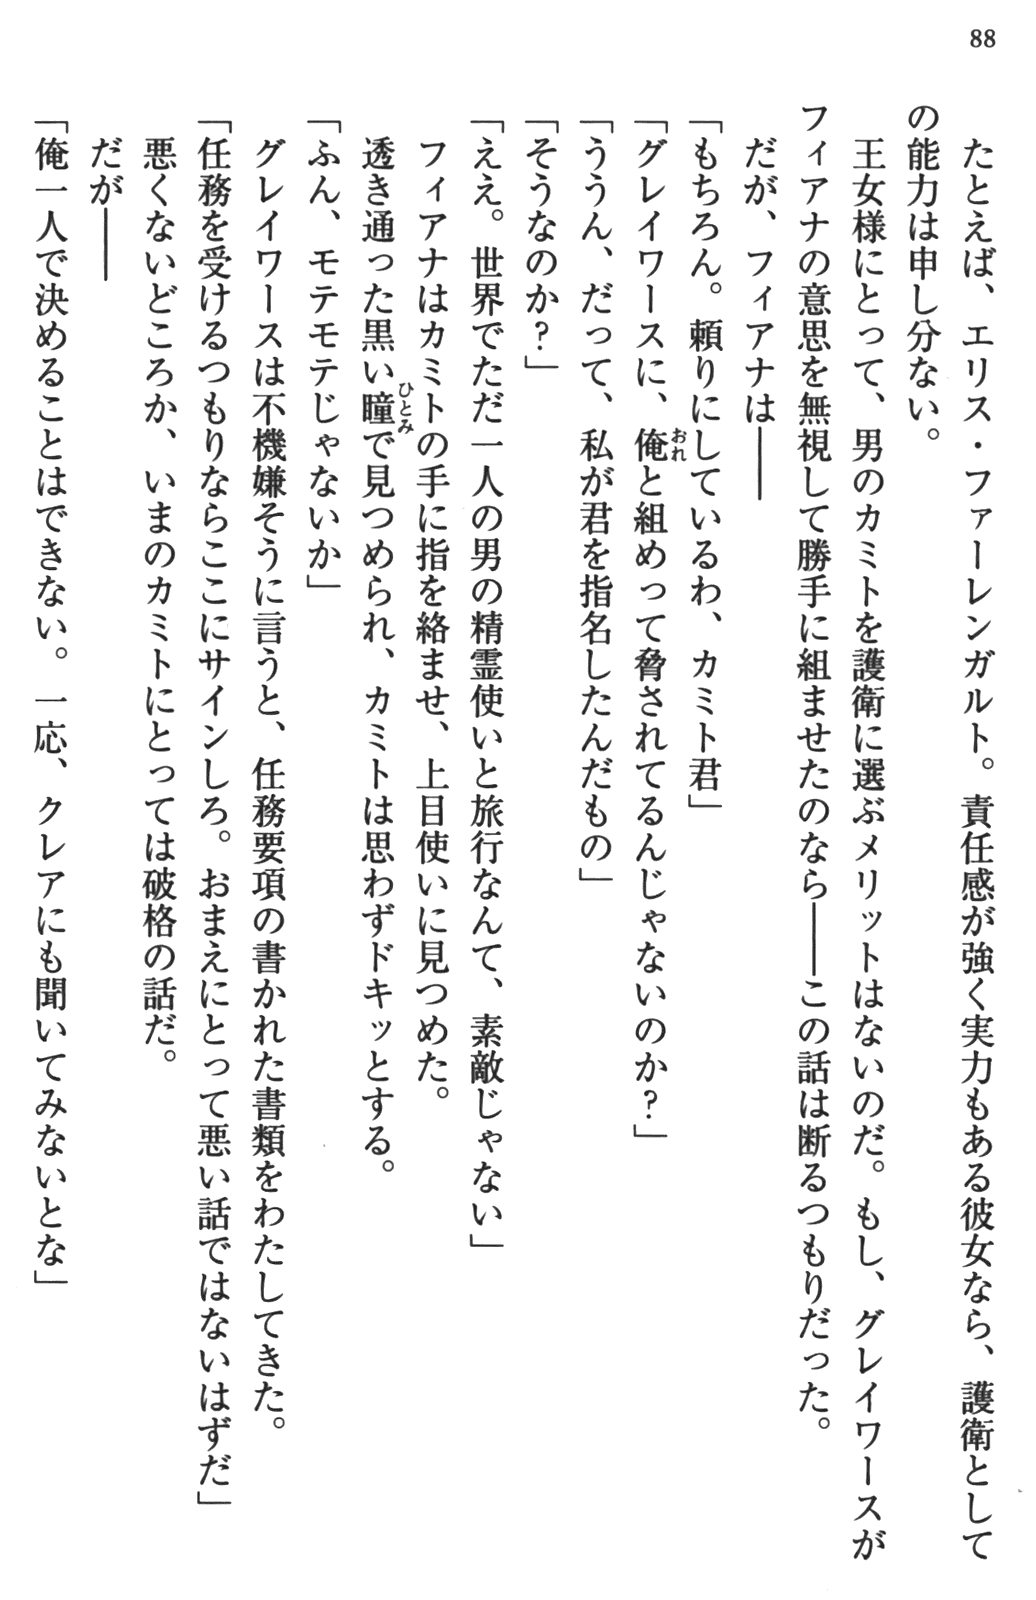 88
たとえば、エリス・ファーレンガルト。責任感が強く実力もある彼女なら、護衛として
の能力は申し分ない。
王女様にとって、男のカミトを護衛に選ぶメリットはないのだ。もし、グレイワースが
フィアナの意思を無視して勝手に組ませたのなら――この話は断るつもりだった。
だが、フィアナは――
「もちろん。頼りにしているわ、カミト君」
「グレイワースに、俺と組めって脅されてるんじゃないのか？」
「ううん、だって、私が君を指名したんだもの」
「そうなのか？」
「ええ。世界でただ一人の男の精霊使いと旅行なんて、素敵じゃない」
フィアナはカミトの手に指を絡ませ、上目使いに見つめた。
透き通った黒い瞳で見つめられ、カミトは思わずドキッとする。
「ふん、モテモテじゃないか」
グレイワースは不機嫌そうに言うと、任務要項の書かれた書類をわたしてきた。
「任務を受けるつもりならここにサインしろ。おまえにとって悪い話ではないはずだ」
悪くないどころか、いまのカミトにとっては破格の話だ。
だが――
「俺一人で決めることはできない。一応、クレアにも聞いてみないとな」